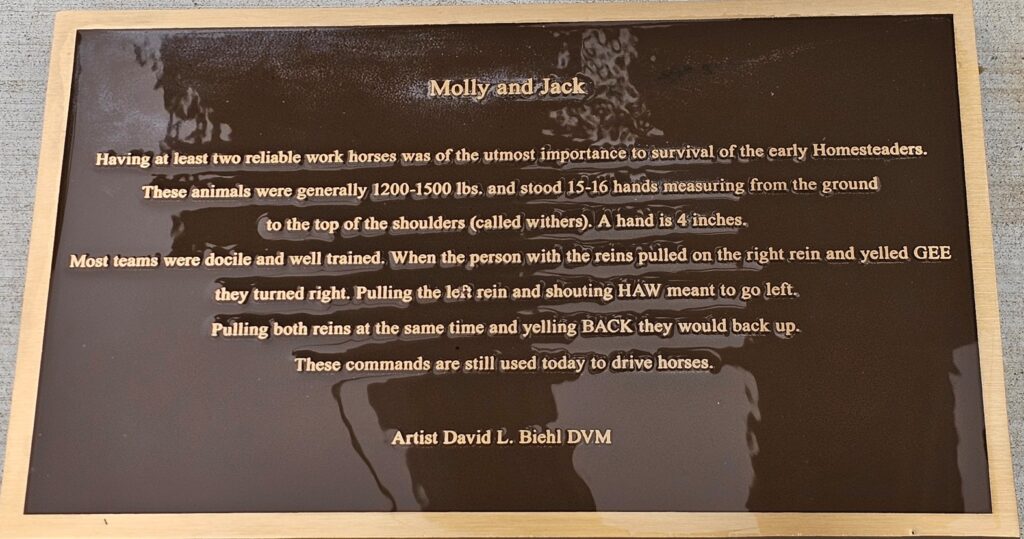 Molly and Jack
Having at least two reliable work horses was of the utmost importance to survival of the early Homesteaders.
These animals were generally 1200-1500 lbs. and stood 15-16 hands measuring from the ground
to the top of the shoulders (called withers). A hand is 4 inches.
Most teams were docile and well trained. When the person with the reins pulled on the right rein and yelled GEE
they turned right. Pulling the left rein and shouting HAW meant to go left.
Pulling both reins at the same time and yelling BACK they would back up.
These commands are still used today to drive horses.
Artist David L. Biehl DVM